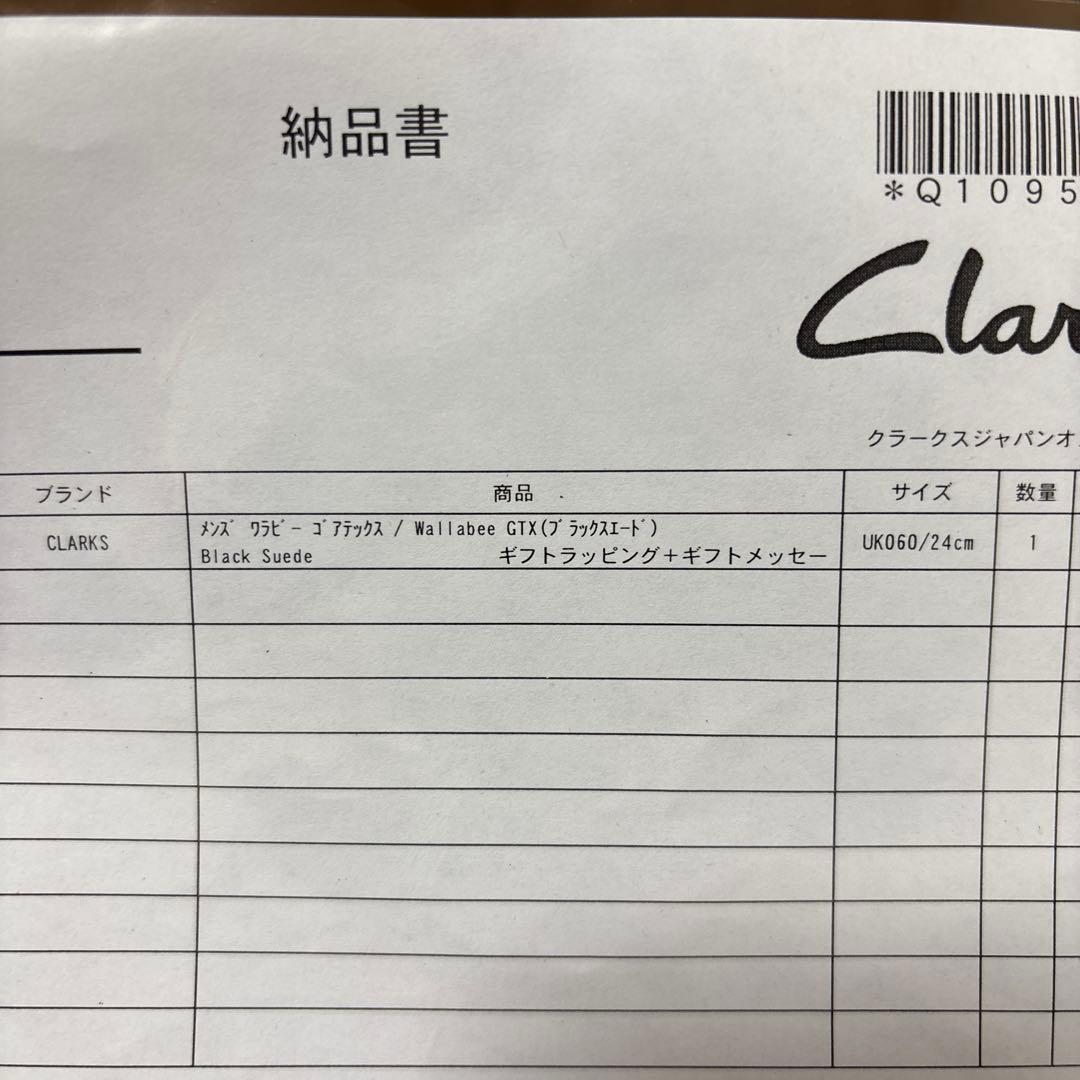 納品書
*Q1095
Clar
クラークスジャパンオ
ブランド 商品 サイズ 数量
CLARKS ﾒﾝｽﾞ ﾜﾗﾋﾞｰ ｺﾞｱﾃｯｸｽ / Wallabee GTX(ﾌﾞﾗｯｸｽｴｰﾄﾞ) UK060/24cm 1
Black Suede ギフトラッピング＋ギフトメッセー